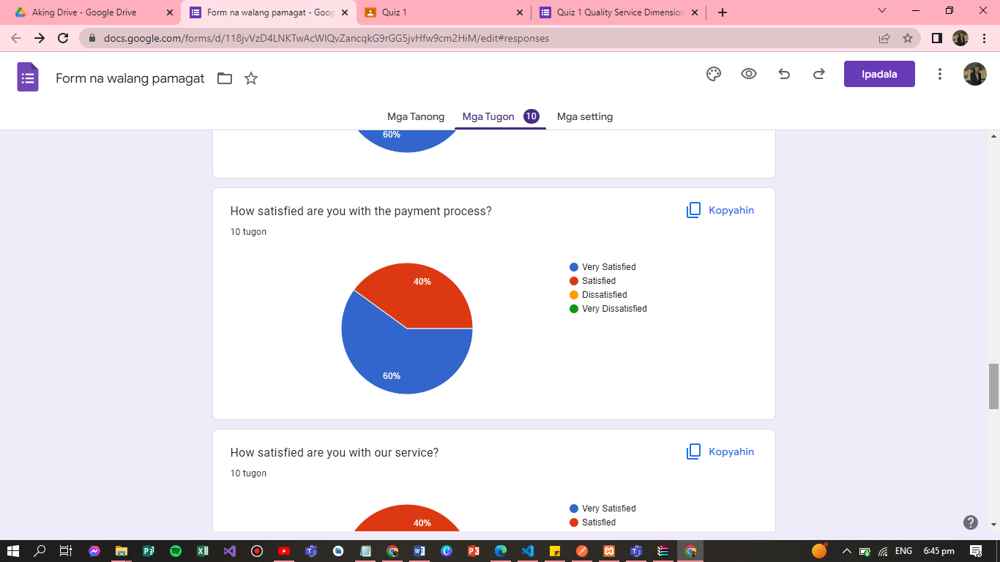 Aking Drive - Google Drive
Form na walang pamagat - Goog
Quiz 1
Quiz 1 Quality Service Dimension
docs.google.com/forms/d/118jvVzD4LNKTwAcWlQvZancqkG9rGG5jvHfw9cm2HiM/edit#responses
Form na walang pamagat
Ipadala
Mga Tanong
Mga Tugon 10
Mga setting
60%
How satisfied are you with the payment process?
Kopyahin
10 tugon
40%
60%
Very Satisfied
Satisfied
Dissatisfied
Very Dissatisfied
How satisfied are you with our service?
Kopyahin
10 tugon
40%
Very Satisfied
Satisfied
ENG
6:45 pm